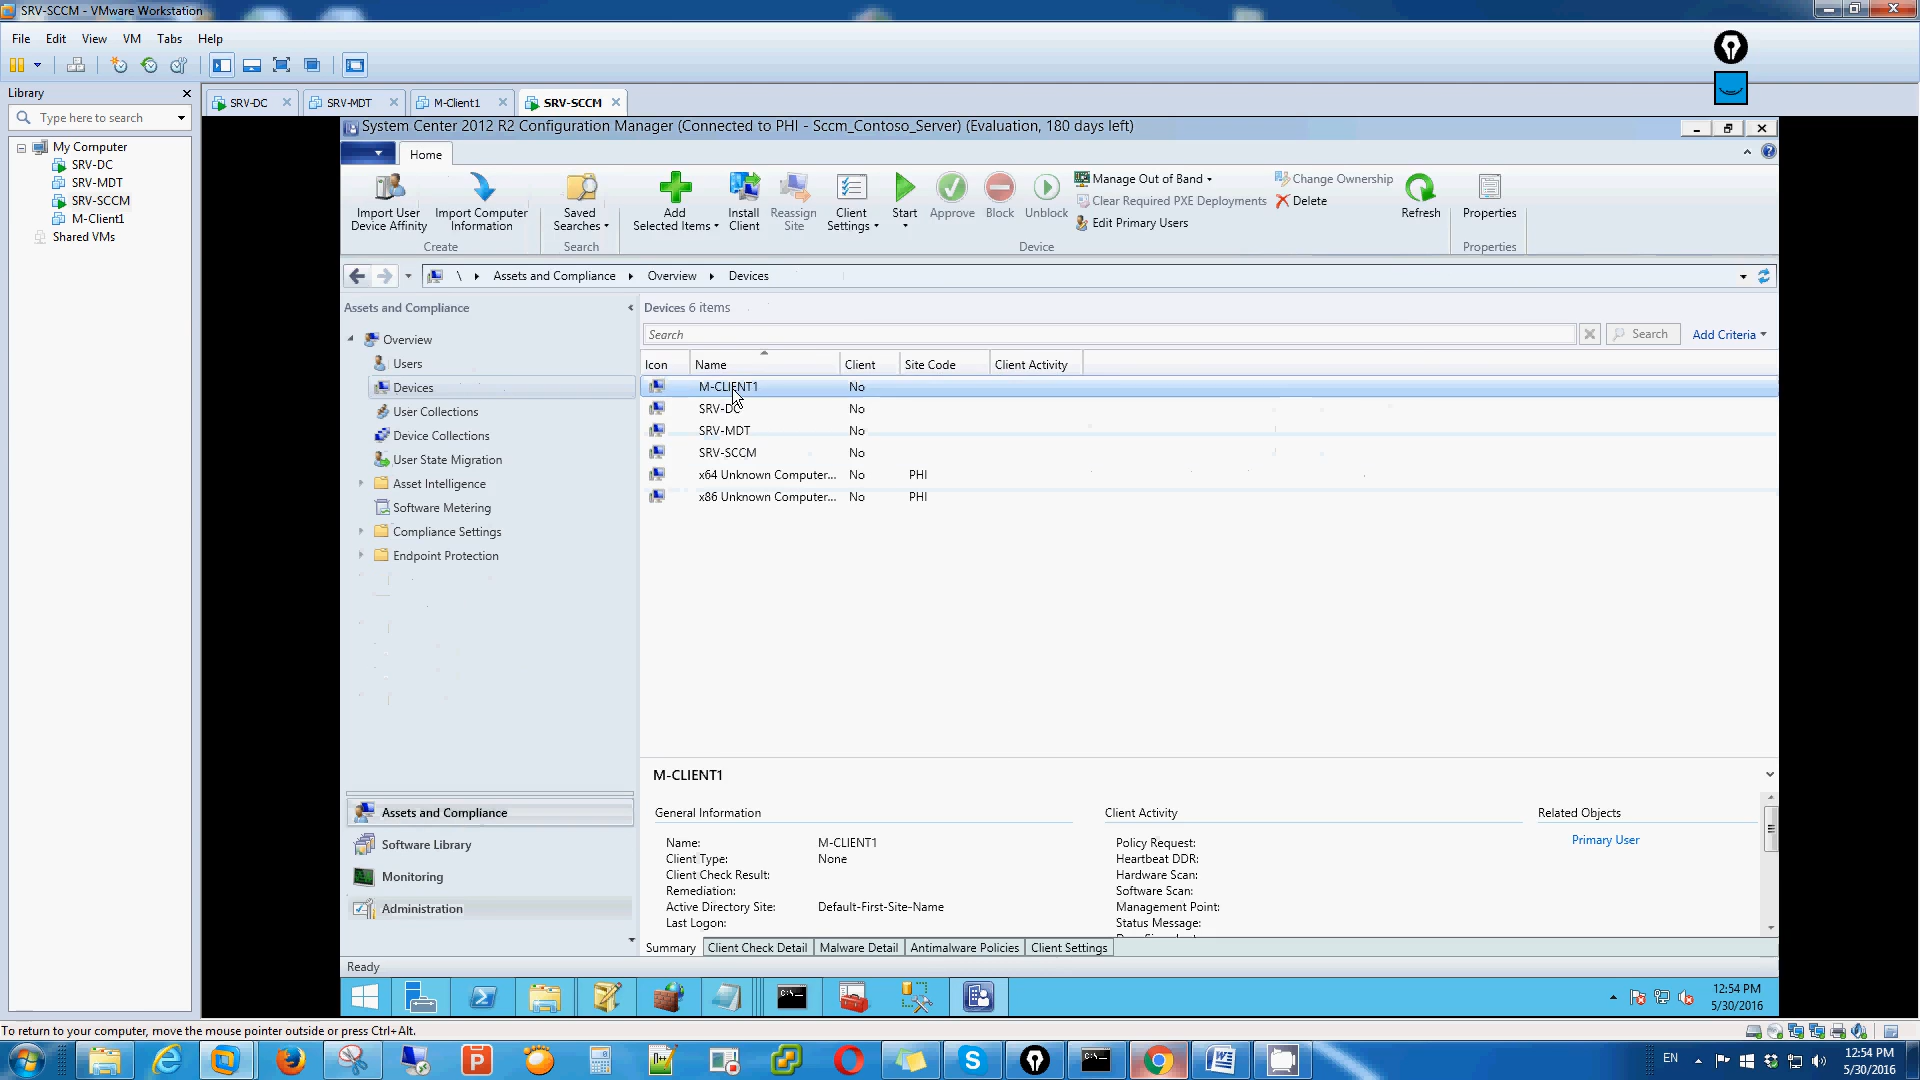 SRV-SCCM - VMware Workstation
File Edit View VM Tabs Help
Library
Type here to search
My Computer
SRV-DC
SRV-MDT
SRV-SCCM
M-Client1
Shared VMs
SRV-DC SRV-MDT M-Client1 SRV-SCCM
System Center 2012 R2 Configuration Manager (Connected to PHI - Sccm_Contoso_Server) (Evaluation, 180 days left)
Home
Import User Device Affinity
Import Computer Information
Create
Saved Searches
Search
Add Selected Items
Install Client
Reassign Site
Client Settings
Start
Approve
Block
Unblock
Manage Out of Band
Clear Required PXE Deployments
Edit Primary Users
Change Ownership
Delete
Device
Refresh
Properties
Properties
\ Assets and Compliance Overview Devices
Assets and Compliance
Overview
Users
Devices
User Collections
Device Collections
User State Migration
Asset Intelligence
Software Metering
Compliance Settings
Endpoint Protection
Assets and Compliance
Software Library
Monitoring
Administration
Devices 6 items
Search Search Add Criteria
Icon Name Client Site Code Client Activity
M-CLIENT1 No
SRV-DC No
SRV-MDT No
SRV-SCCM No
x64 Unknown Computer... No PHI
x86 Unknown Computer... No PHI
M-CLIENT1
General Information
Name: M-CLIENT1
Client Type: None
Client Check Result:
Remediation:
Active Directory Site: Default-First-Site-Name
Last Logon:
Client Activity
Policy Request:
Heartbeat DDR:
Hardware Scan:
Software Scan:
Management Point:
Status Message:
Related Objects
Primary User
Summary Client Check Detail Malware Detail Antimalware Policies Client Settings
Ready
12:54 PM
5/30/2016
To return to your computer, move the mouse pointer outside or press Ctrl+Alt.
EN
12:54 PM
5/30/2016